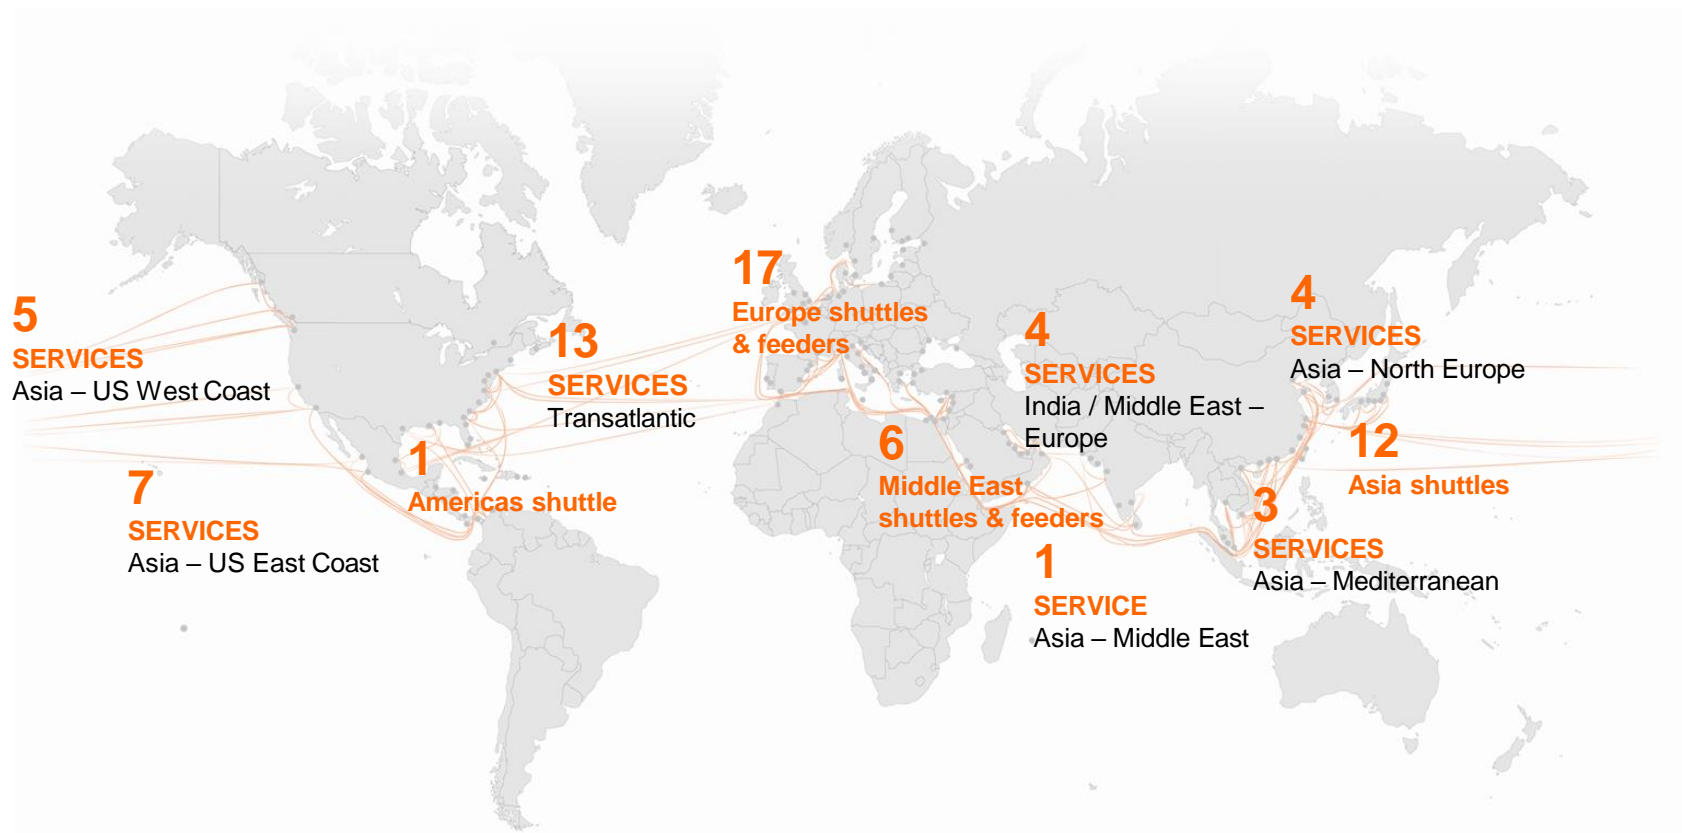 5
SERVICES
Asia – US West Coast
7
SERVICES
Asia – US East Coast
1
Americas shuttle
13
SERVICES
Transatlantic
17
Europe shuttles
& feeders
6
Middle East
shuttles & feeders
4
SERVICES
India / Middle East –
Europe
1
SERVICE
Asia – Middle East
4
SERVICES
Asia – North Europe
12
Asia shuttles
3
SERVICES
Asia – Mediterranean